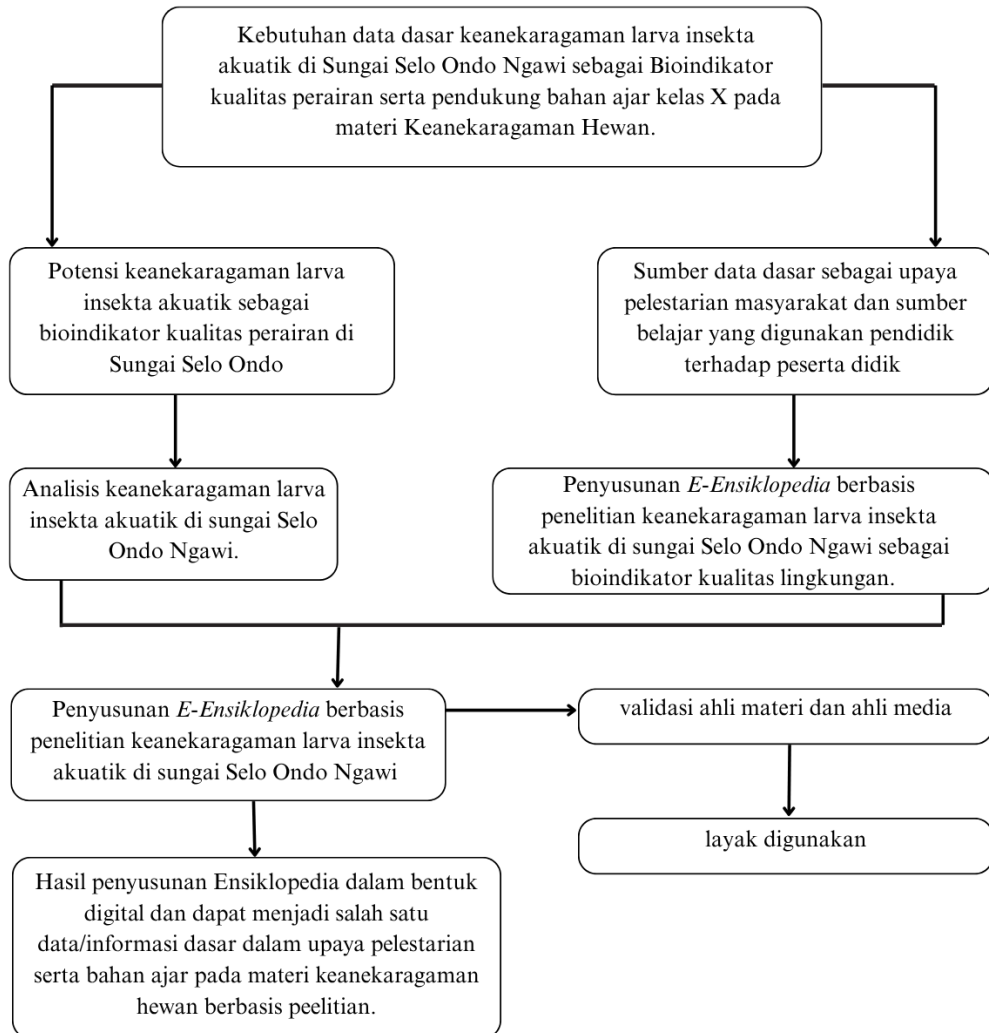 Kebutuhan data dasar keanekaragaman larva insekta
akuatik di Sungai Selo Ondo Ngawi sebagai Bioindikator
kualitas perairan serta pendukung bahan ajar kelas X pada
materi Keanekaragaman Hewan.
Potensi keanekaragaman larva
insekta akuatik sebagai
bioindikator kualitas perairan di
Sungai Selo Ondo
Sumber data dasar sebagai upaya
pelestarian masyarakat dan sumber
belajar yang digunakan pendidik
terhadap peserta didik
Analisis keanekaragaman larva
insekta akuatik di sungai Selo
Ondo Ngawi.
Penyusunan E-Ensiklopedia berbasis
penelitian keanekaragaman larva insekta
akuatik di sungai Selo Ondo Ngawi sebagai
bioindikator kualitas lingkungan.
Penyusunan E-Ensiklopedia berbasis
penelitian keanekaragaman larva insekta
akuatik di sungai Selo Ondo Ngawi
validasi ahli materi dan ahli media
layak digunakan
Hasil penyusunan Ensiklopedia dalam bentuk
digital dan dapat menjadi salah satu
data/informasi dasar dalam upaya pelestarian
serta bahan ajar pada materi keanekaragaman
hewan berbasis peelitian.